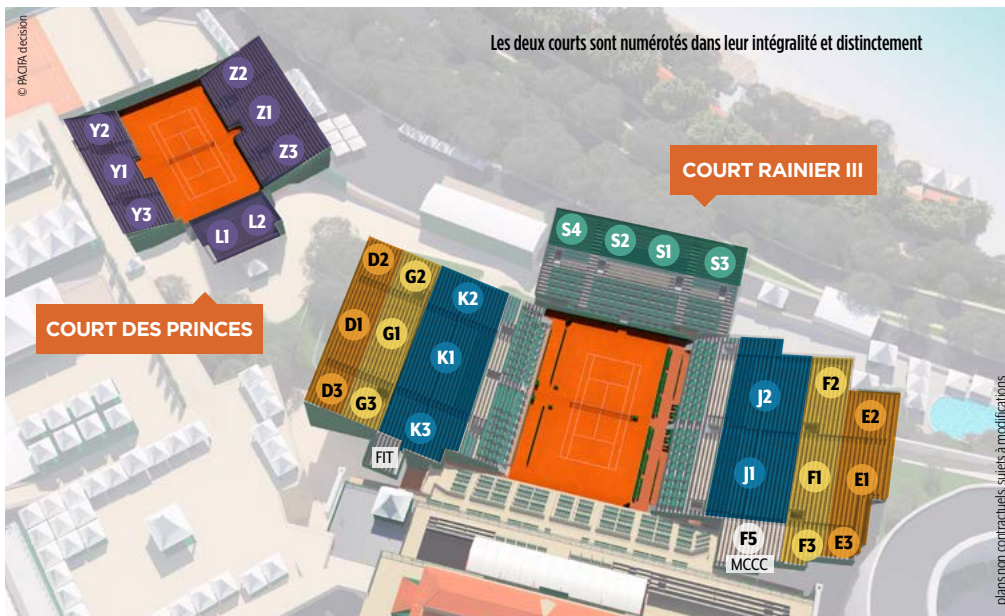 © PACIFA decision
Les deux courts sont numérotés dans leur intégralité et distinctement
Z2
Z1
Z3
Y2
Y1
Y3
L1
L2
COURT DES PRINCES
COURT RAINIER III
S4
S2
S1
S3
D2
G2
K2
D1
G1
K1
D3
G3
K3
FIT
J2
F2
E2
J1
F1
E1
F5
F3
E3
MCCC
plans non contractuels, sujets à modifications